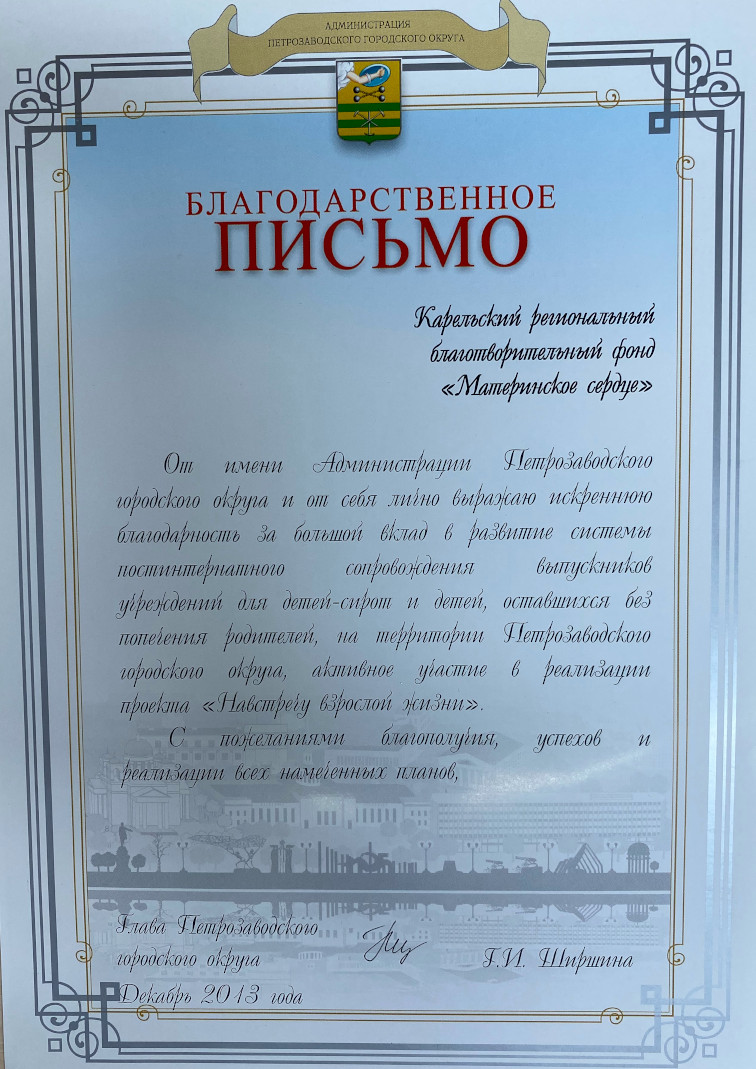 АДМИНИСТРАЦИЯ
ПЕТРОЗАВОДСКОГО ГОРОДСКОГО ОКРУГА
БЛАГОДАРСТВЕННОЕ
ПИСЬМО
Карельский региональный
благотворительный фонд
«Материнское сердце»
От имени Администрации Петрозаводского
городского округа и от себя лично выражаю искреннюю
благодарность за большой вклад в развитие системы
постинтернатного сопровождения выпускников
учреждений для детей-сирот и детей, оставшихся без
попечения родителей, на территории Петрозаводского
городского округа, активное участие в реализации
проекта «Навстречу взрослой жизни».
С пожеланиями благополучия, успехов и
реализации всех намеченных планов,
Глава Петрозаводского
городского округа Г.И. Ширшина
Декабрь 2013 года